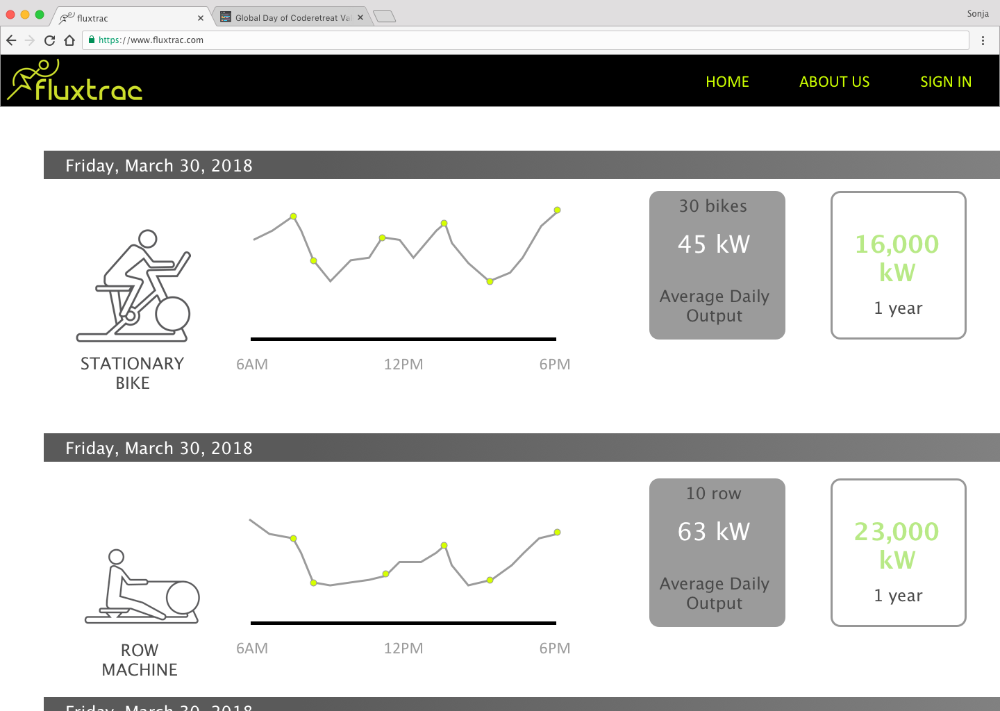 fluxtrac
Global Day of Coderetreat Val
Sonja
https://www.fluxtrac.com
fluxtrac
HOME
ABOUT US
SIGN IN
Friday, March 30, 2018
30 bikes
45 kW
Average Daily
Output
16,000
kW
1 year
6AM
12PM
6PM
STATIONARY
BIKE
Friday, March 30, 2018
10 row
63 kW
Average Daily
Output
23,000
kW
1 year
6AM
12PM
6PM
ROW
MACHINE
Friday, March 30, 2018